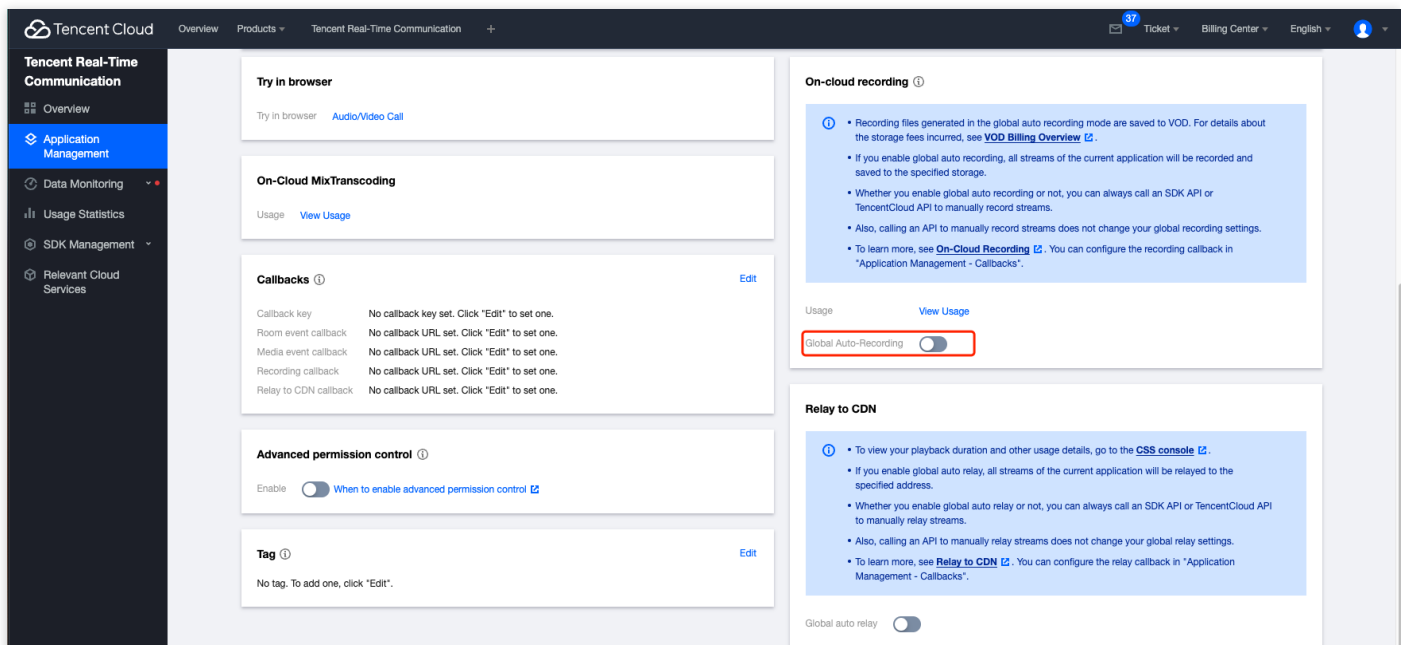 Tencent Cloud
Overview
Products
Tencent Real-Time Communication
+
37
Ticket
Billing Center
English
Tencent Real-Time
Communication
Overview
Application
Management
Data Monitoring
Usage Statistics
SDK Management
Relevant Cloud
Services
Try in browser
Try in browser Audio/Video Call
On-Cloud MixTranscoding
Usage View Usage
Callbacks
Edit
Callback key No callback key set. Click "Edit" to set one.
Room event callback No callback URL set. Click "Edit" to set one.
Media event callback No callback URL set. Click "Edit" to set one.
Recording callback No callback URL set. Click "Edit" to set one.
Relay to CDN callback No callback URL set. Click "Edit" to set one.
Advanced permission control
Enable When to enable advanced permission control
Tag
Edit
No tag. To add one, click "Edit".
On-cloud recording
• Recording files generated in the global auto recording mode are saved to VOD. For details about
the storage fees incurred, see VOD Billing Overview .
• If you enable global auto recording, all streams of the current application will be recorded and
saved to the specified storage.
• Whether you enable global auto recording or not, you can always call an SDK API or
TencentCloud API to manually record streams.
• Also, calling an API to manually record streams does not change your global recording settings.
• To learn more, see On-Cloud Recording . You can configure the recording callback in
"Application Management - Callbacks".
Usage View Usage
Global Auto-Recording
Relay to CDN
• To view your playback duration and other usage details, go to the CSS console .
• If you enable global auto relay, all streams of the current application will be relayed to the
specified address.
• Whether you enable global auto relay or not, you can always call an SDK API or TencentCloud API
to manually relay streams.
• Also, calling an API to manually relay streams does not change your global relay settings.
• To learn more, see Relay to CDN . You can configure the relay callback in "Application
Management - Callbacks".
Global auto relay